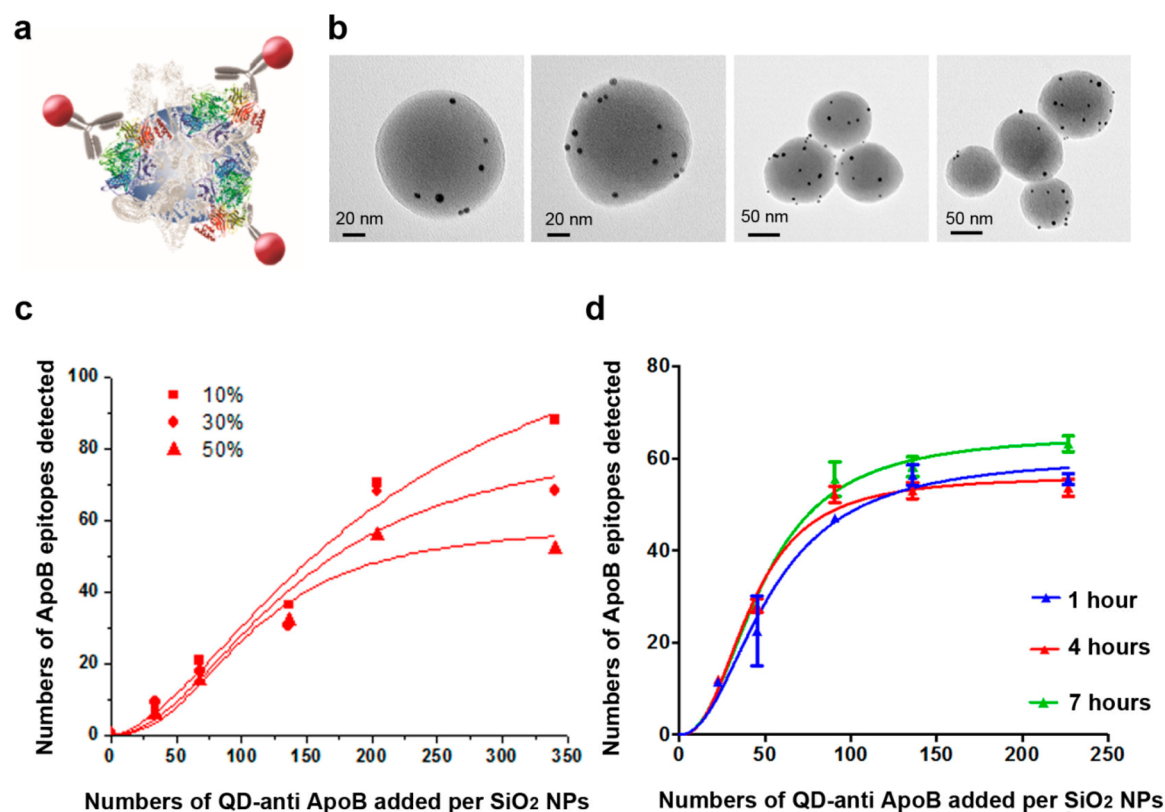 a
b
20 nm
20 nm
50 nm
50 nm
c
d
Numbers of ApoB epitopes detected
100
80
60
40
20
0
10%
30%
50%
0 50 100 150 200 250 300 350
Numbers of QD-anti ApoB added per SiO₂ NPs
Numbers of ApoB epitopes detected
80
60
40
20
0
1 hour
4 hours
7 hours
0 50 100 150 200 250
Numbers of QD-anti ApoB added per SiO₂ NPs